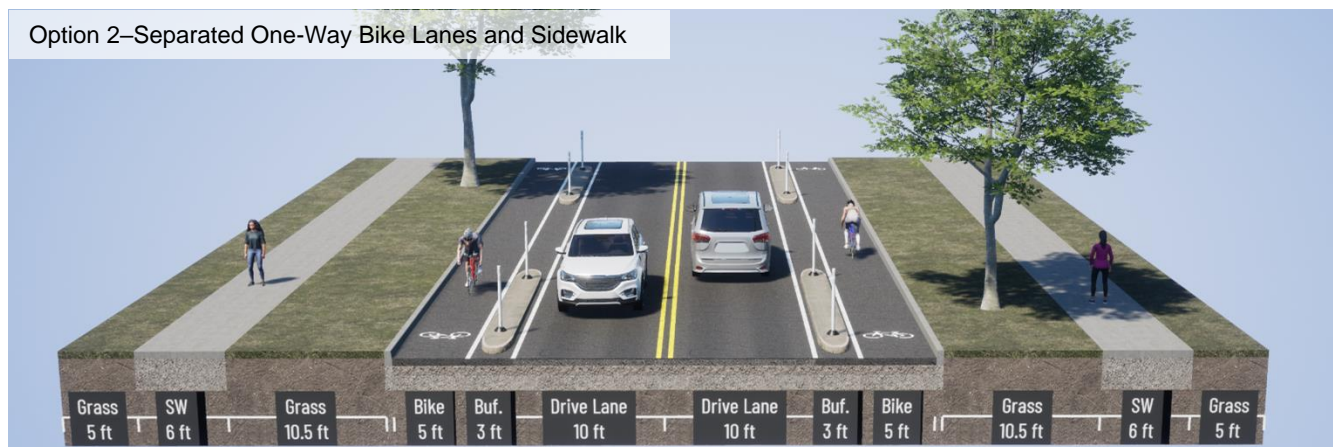 Option 2–Separated One-Way Bike Lanes and Sidewalk
Grass
5 ft
SW
6 ft
Grass
10.5 ft
Bike
5 ft
Buf.
3 ft
Drive Lane
10 ft
Drive Lane
10 ft
Buf.
3 ft
Bike
5 ft
Grass
10.5 ft
SW
6 ft
Grass
5 ft